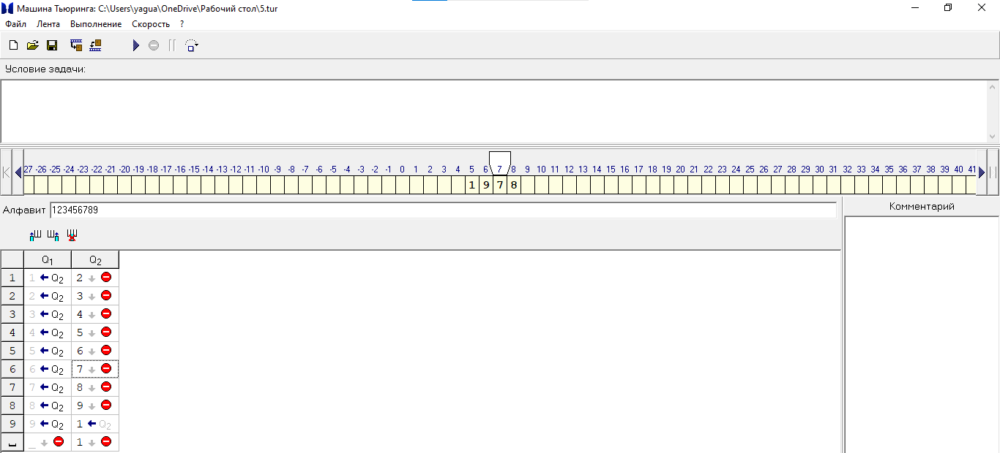 Машина Тьюринга: C:\Users\yagua\OneDrive\Рабочий стол\5.tur
Файл Лента Выполнение Скорость ?
Условие задачи:
27 -26 -25 -24 -23 -22 -21 -20 -19 -18 -17 -16 -15 -14 -13 -12 -11 -10 -9 -8 -7 -6 -5 -4 -3 -2 -1 0 1 2 3 4 5 6 7 8 9 10 11 12 13 14 15 16 17 18 19 20 21 22 23 24 25 26 27 28 29 30 31 32 33 34 35 36 37 38 39 40 41
1 9 7 8
Алфавит 123456789
Комментарий
Q1 Q2
1 1 ← Q2 2 ↓
2 2 ← Q2 3 ↓
3 3 ← Q2 4 ↓
4 4 ← Q2 5 ↓
5 5 ← Q2 6 ↓
6 6 ← Q2 7 ↓
7 7 ← Q2 8 ↓
8 8 ← Q2 9 ↓
9 9 ← Q2 1 ← Q2
␣ _ ↓ 1 ↓